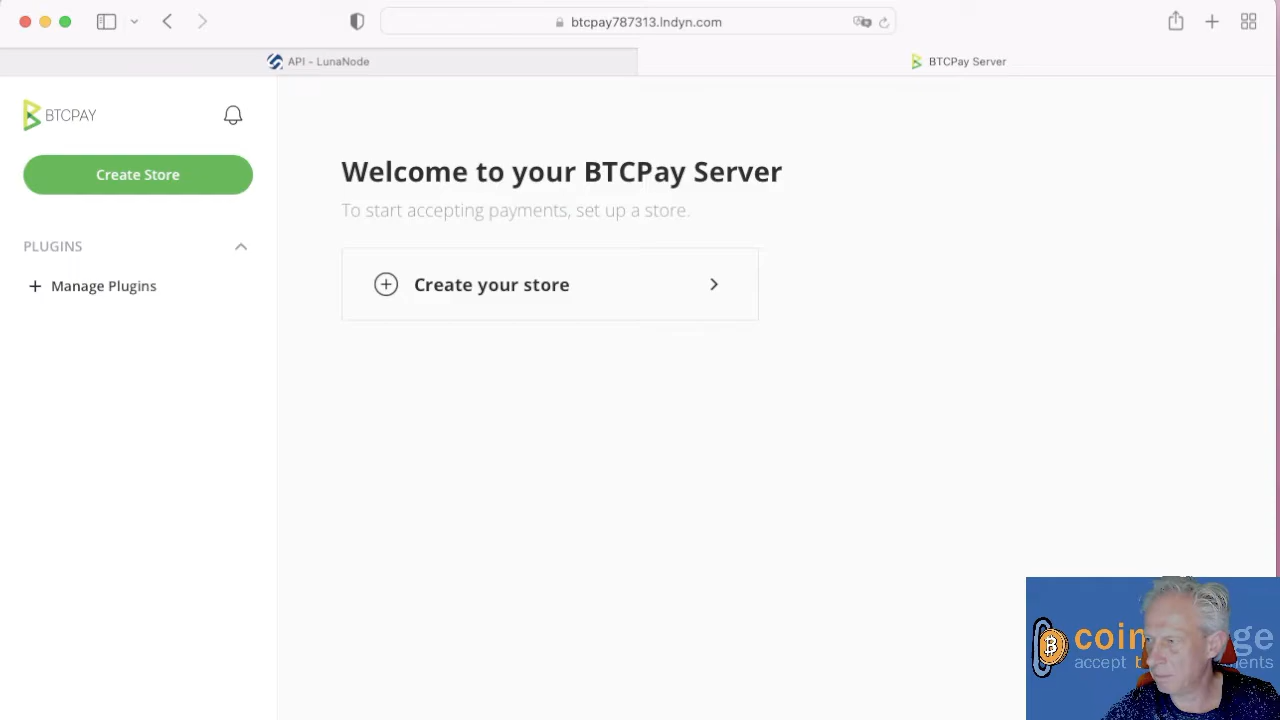 btcpay787313.lndyn.com
API - LunaNode
BTCPay Server
BTCPAY
Create Store
PLUGINS
Manage Plugins
Welcome to your BTCPay Server
To start accepting payments, set up a store.
Create your store
accept